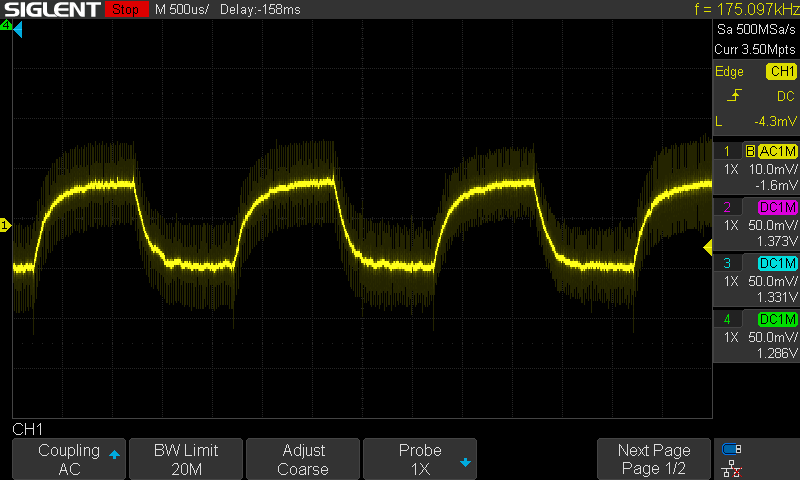 SIGLENT Stop M 500us/ Delay:-158ms f = 175.097kHz
Sa 500MSa/s
Curr 3.50Mpts
Edge CH1
DC
L -4.3mV
1 B AC1M
1X 10.0mV/
-1.6mV
2 DC1M
1X 50.0mV/
1.373V
3 DC1M
1X 50.0mV/
1.331V
4 DC1M
1X 50.0mV/
1.286V
4
1
CH1
Coupling BW Limit Adjust Probe Next Page
AC 20M Coarse 1X Page 1/2